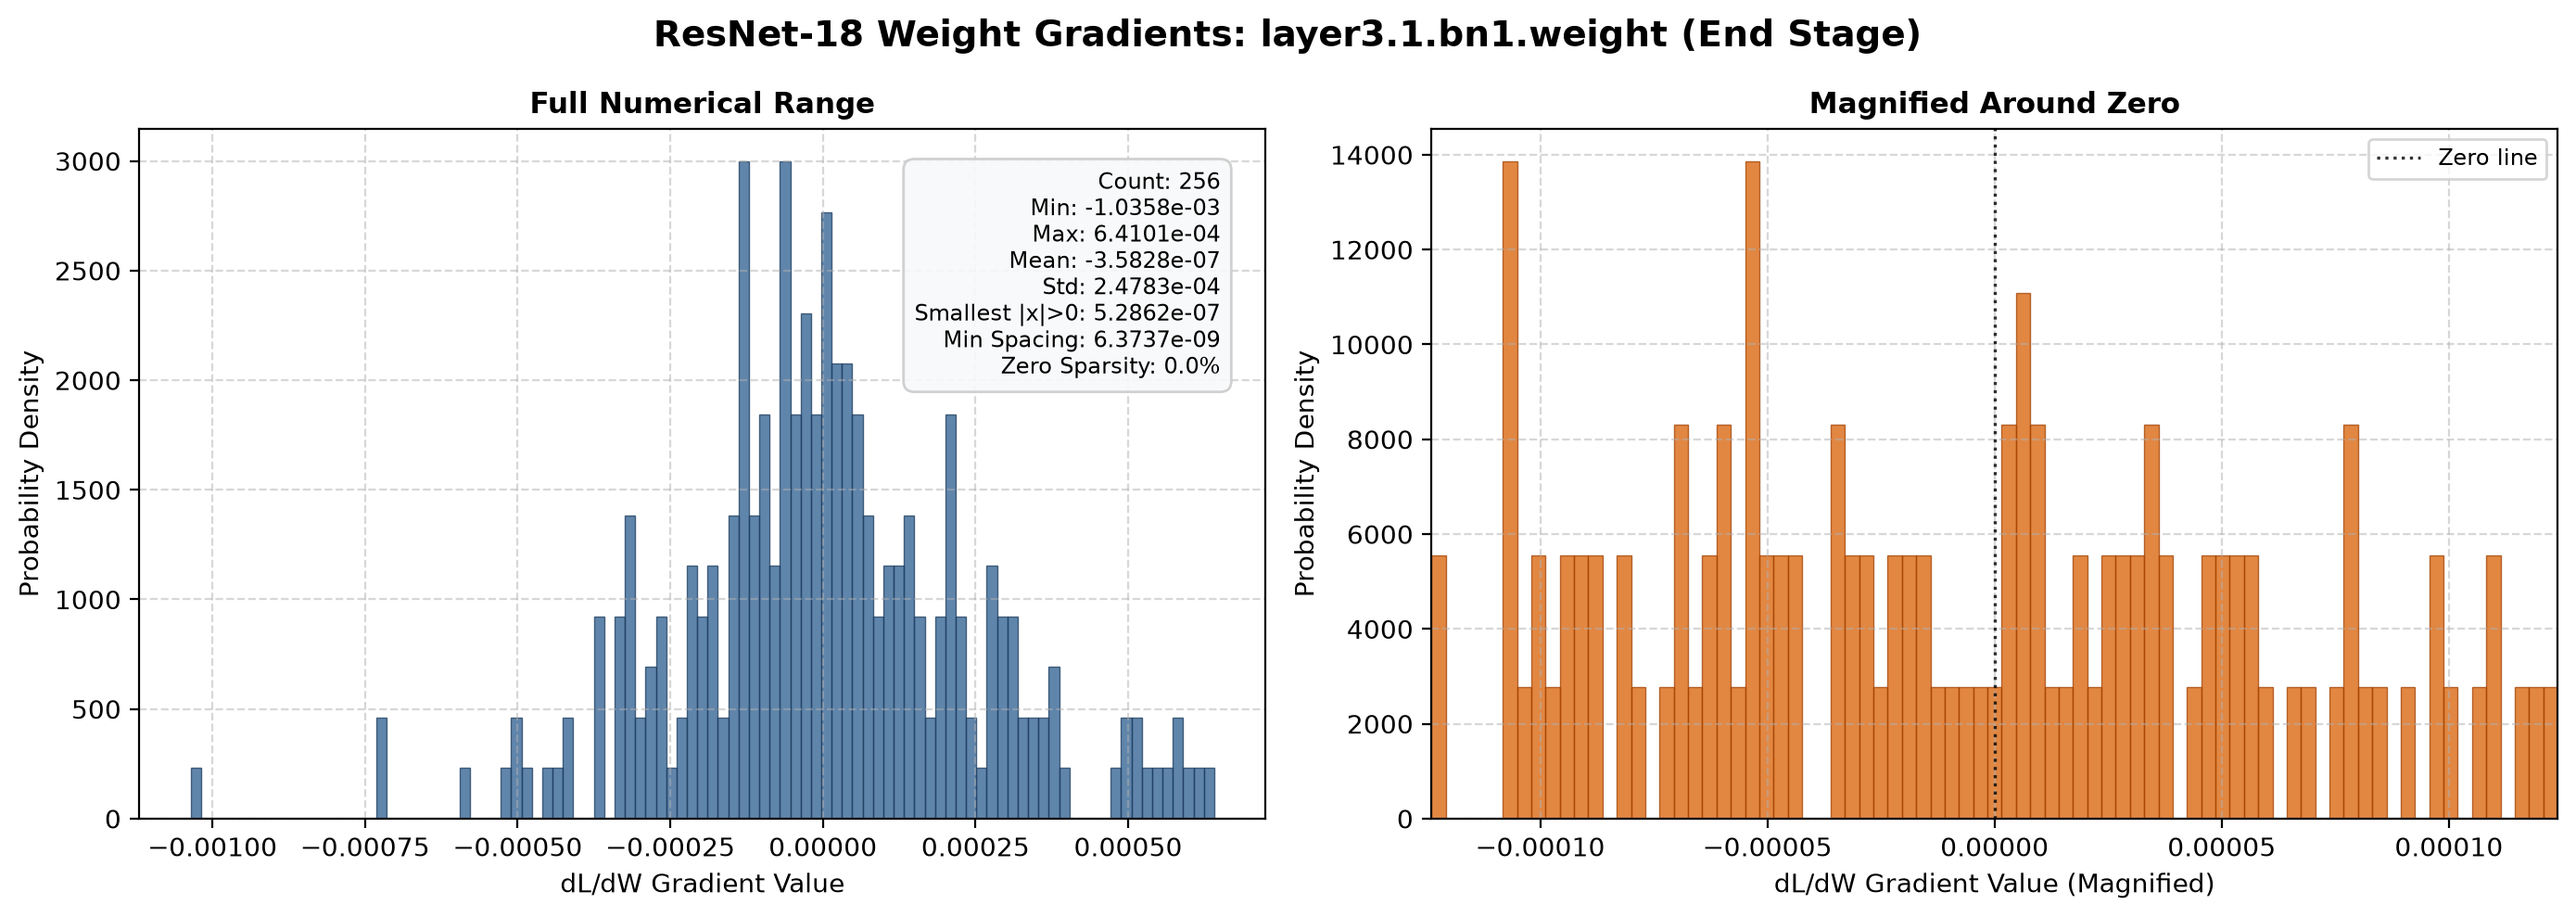 ResNet-18 Weight Gradients: layer3.1.bn1.weight (End Stage)
Full Numerical Range
Probability Density
3000
2500
2000
1500
1000
500
0
Count: 256
Min: -1.0358e-03
Max: 6.4101e-04
Mean: -3.5828e-07
Std: 2.4783e-04
Smallest |x|>0: 5.2862e-07
Min Spacing: 6.3737e-09
Zero Sparsity: 0.0%
−0.00100 −0.00075 −0.00050 −0.00025 0.00000 0.00025 0.00050
dL/dW Gradient Value
Magnified Around Zero
Probability Density
14000
12000
10000
8000
6000
4000
2000
0
Zero line
−0.00010 −0.00005 0.00000 0.00005 0.00010
dL/dW Gradient Value (Magnified)